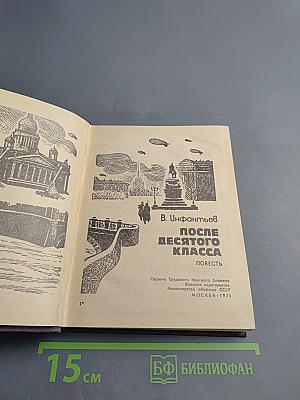 В. Инфантьев
ПОСЛЕ
ДЕСЯТОГО
КЛАССА
ПОВЕСТЬ
Ордена Трудового Красного Знамени
Военное издательство
Министерства обороны СССР
МОСКВА-1971
1*
15 см
БФ БИБЛИОФАН